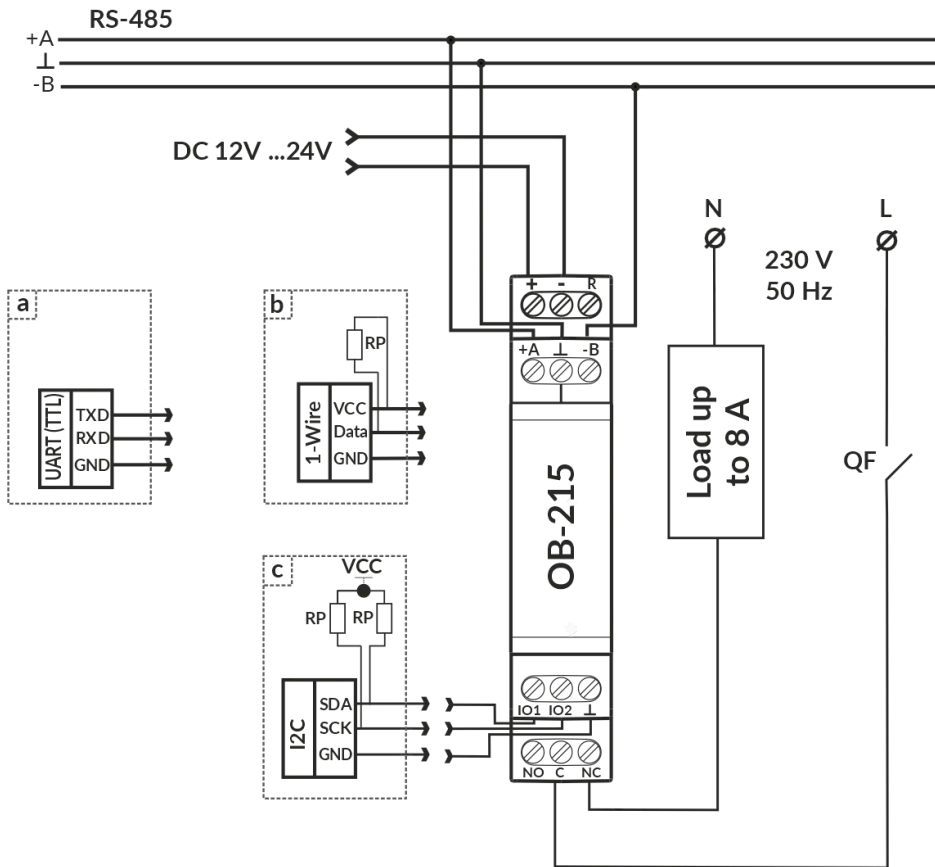 RS-485
+A
⊥
-B
DC 12V ...24V
N
L
230 V
50 Hz
+ - R
+A ⊥ -B
a
UART (TTL)
TXD
RXD
GND
b
RP
1-Wire
VCC
Data
GND
Load up
to 8 A
QF
OB-215
c
VCC
RP RP
I2C
SDA
SCK
GND
IO1 IO2 ⊥
NO C NC